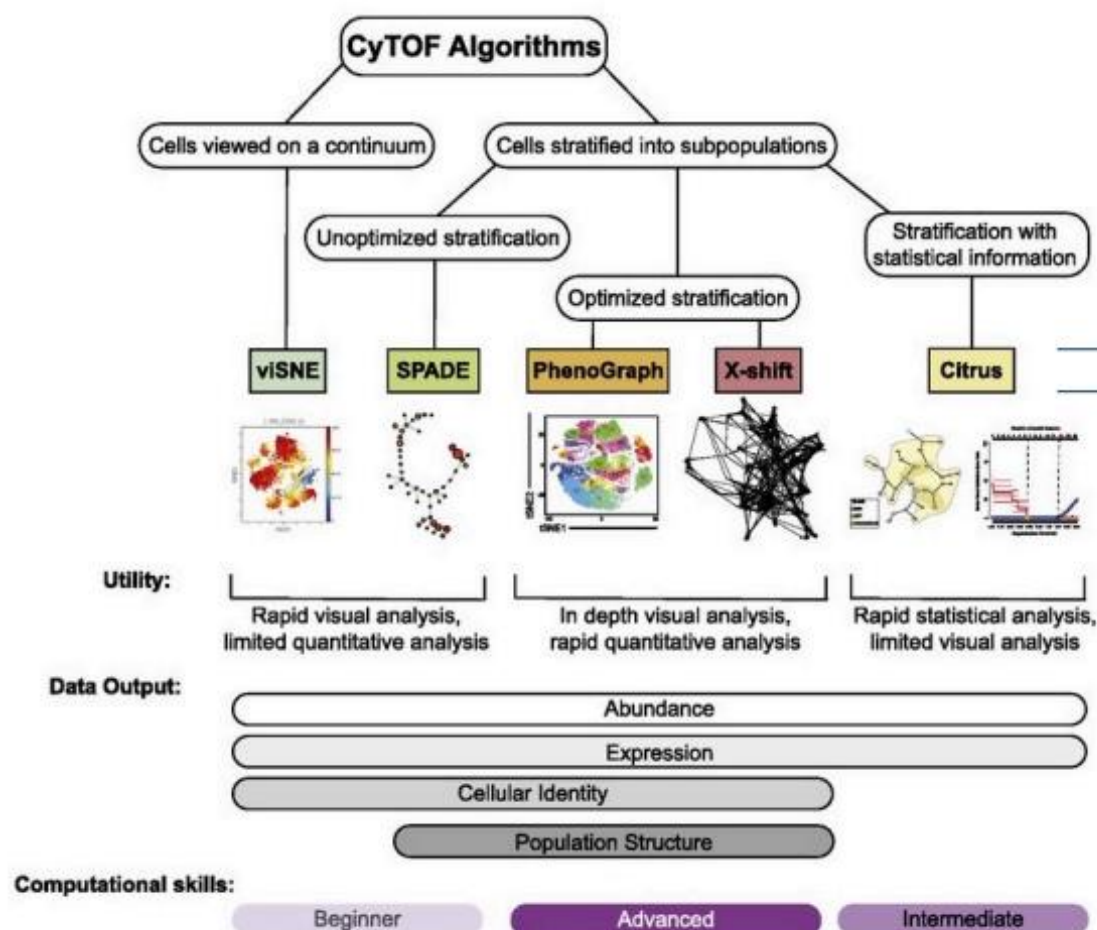 CyTOF Algorithms
Cells viewed on a continuum
Cells stratified into subpopulations
Unoptimized stratification
Stratification with
statistical information
Optimized stratification
viSNE
SPADE
PhenoGraph
X-shift
Citrus
tSNE2
tSNE1
Utility:
Rapid visual analysis,
limited quantitative analysis
In depth visual analysis,
rapid quantitative analysis
Rapid statistical analysis,
limited visual analysis
Data Output:
Abundance
Expression
Cellular Identity
Population Structure
Computational skills:
Beginner
Advanced
Intermediate